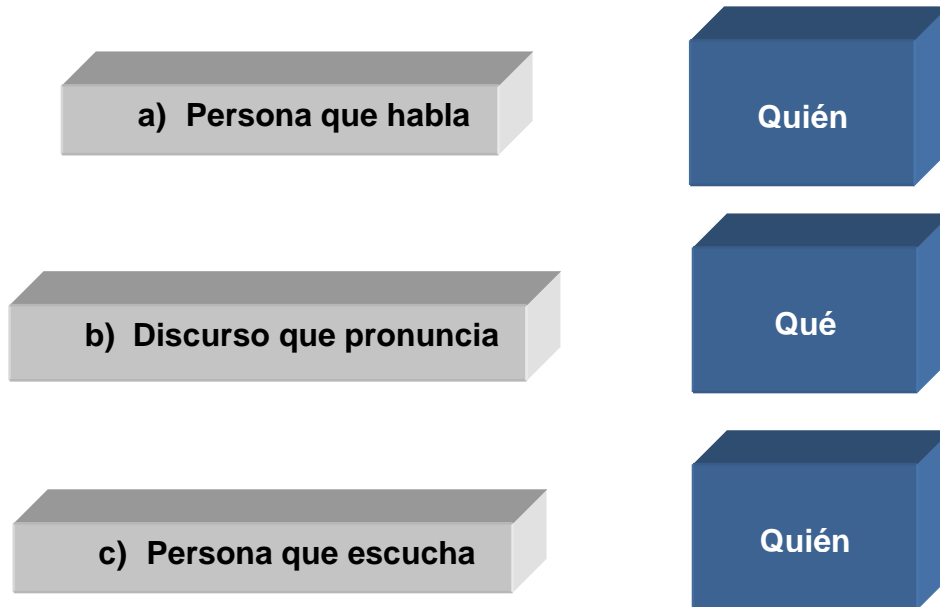 a) Persona que habla
Quién
b) Discurso que pronuncia
Qué
c) Persona que escucha
Quién